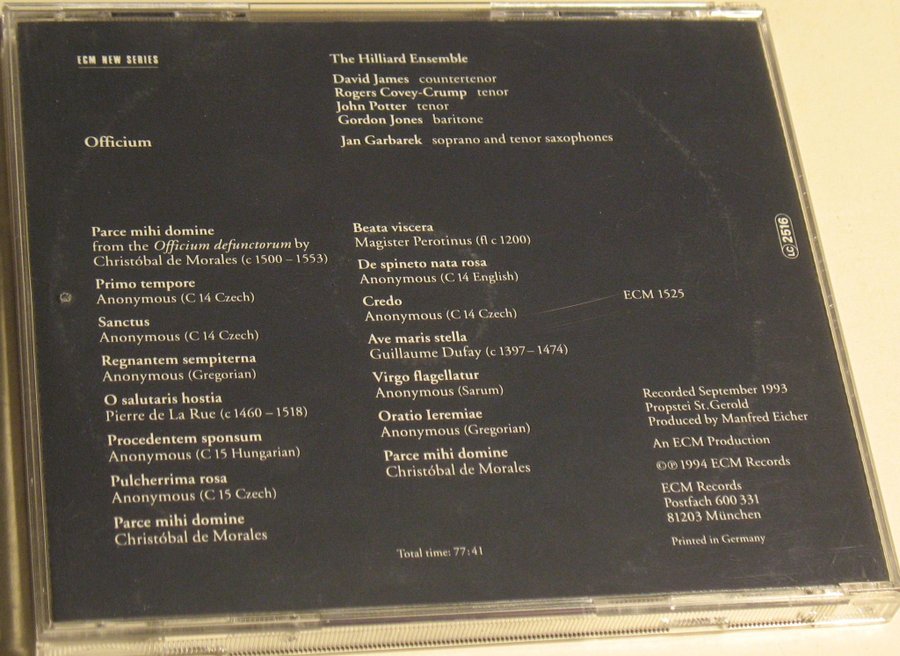 ECM NEW SERIES
The Hilliard Ensemble
David James countertenor
Rogers Covey-Crump tenor
John Potter tenor
Gordon Jones baritone
Officium
Jan Garbarek soprano and tenor saxophones
Parce mihi domine
from the Officium defunctorum by
Christóbal de Morales (c 1500 – 1553)
Primo tempore
Anonymous (C 14 Czech)
Sanctus
Anonymous (C 14 Czech)
Regnantem sempiterna
Anonymous (Gregorian)
O salutaris hostia
Pierre de La Rue (c 1460 – 1518)
Procedentem sponsum
Anonymous (C 15 Hungarian)
Pulcherrima rosa
Anonymous (C 15 Czech)
Parce mihi domine
Christóbal de Morales
Beata viscera
Magister Perotinus (fl c 1200)
De spineto nata rosa
Anonymous (C 14 English)
Credo
Anonymous (C 14 Czech)
Ave maris stella
Guillaume Dufay (c 1397 – 1474)
Virgo flagellatur
Anonymous (Sarum)
Oratio Ieremiae
Anonymous (Gregorian)
Parce mihi domine
Christóbal de Morales
Total time: 77:41
LC 2516
ECM 1525
Recorded September 1993
Propstei St. Gerold
Produced by Manfred Eicher
An ECM Production
©℗ 1994 ECM Records
ECM Records
Postfach 600 331
81203 München
Printed in Germany